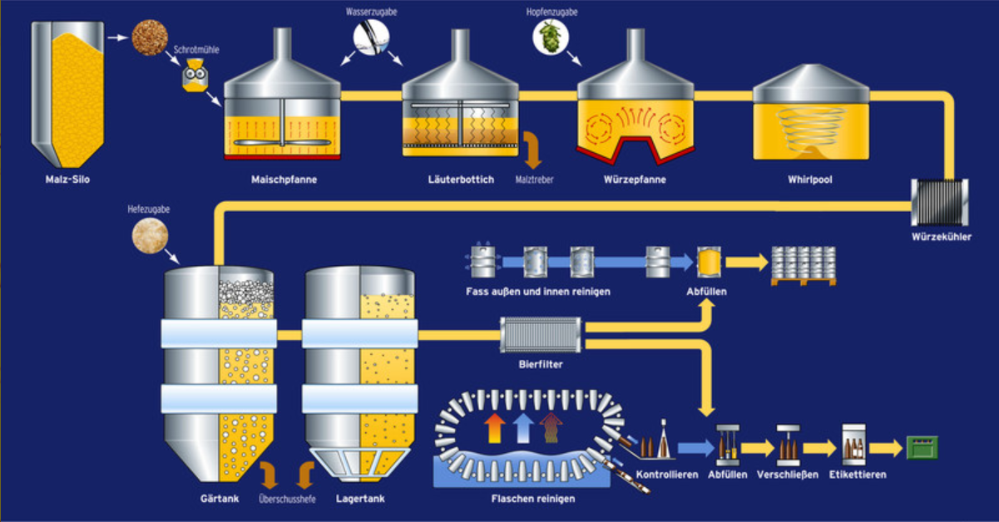 Wasserzugabe
Hopfenzugabe
Schrotmühle
Malz-Silo
Maischpfanne
Läuterbottich
Malztreber
Würzepfanne
Whirlpool
Hefezugabe
Würzekühler
Fass außen und innen reinigen
Abfüllen
Bierfilter
Kontrollieren
Abfüllen
Verschließen
Etikettieren
Gärtank
Überschusshefe
Lagertank
Flaschen reinigen